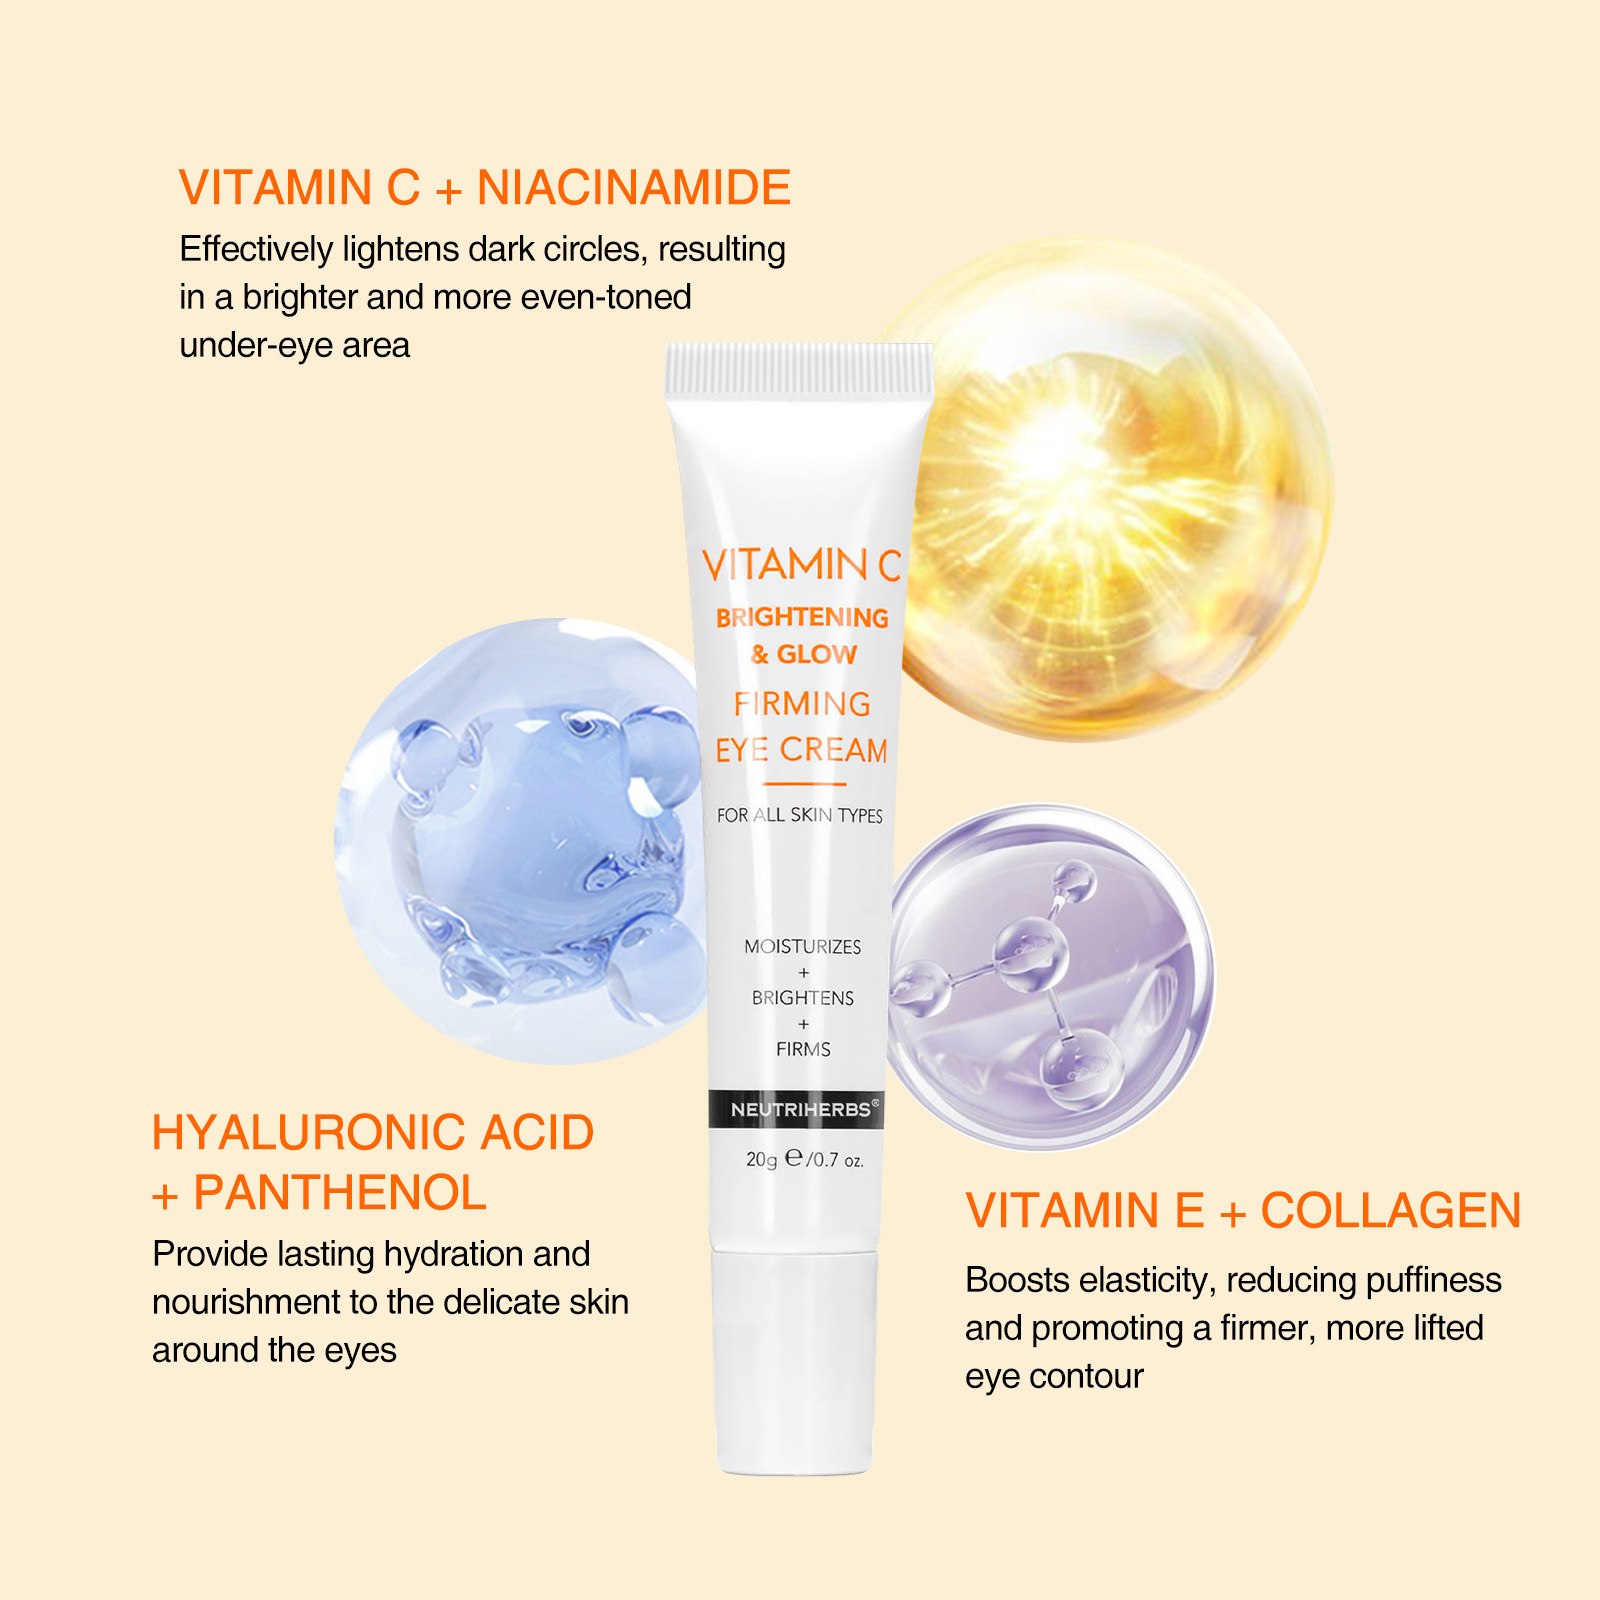 VITAMIN C + NIACINAMIDE
Effectively lightens dark circles, resulting
in a brighter and more even-toned
under-eye area
VITAMIN C
BRIGHTENING
& GLOW
FIRMING
EYE CREAM
FOR ALL SKIN TYPES
MOISTURIZES
+
BRIGHTENS
+
FIRMS
NEUTRIHERBS®
20g ℮/0.7 oz.
HYALURONIC ACID
+ PANTHENOL
Provide lasting hydration and
nourishment to the delicate skin
around the eyes
VITAMIN E + COLLAGEN
Boosts elasticity, reducing puffiness
and promoting a firmer, more lifted
eye contour